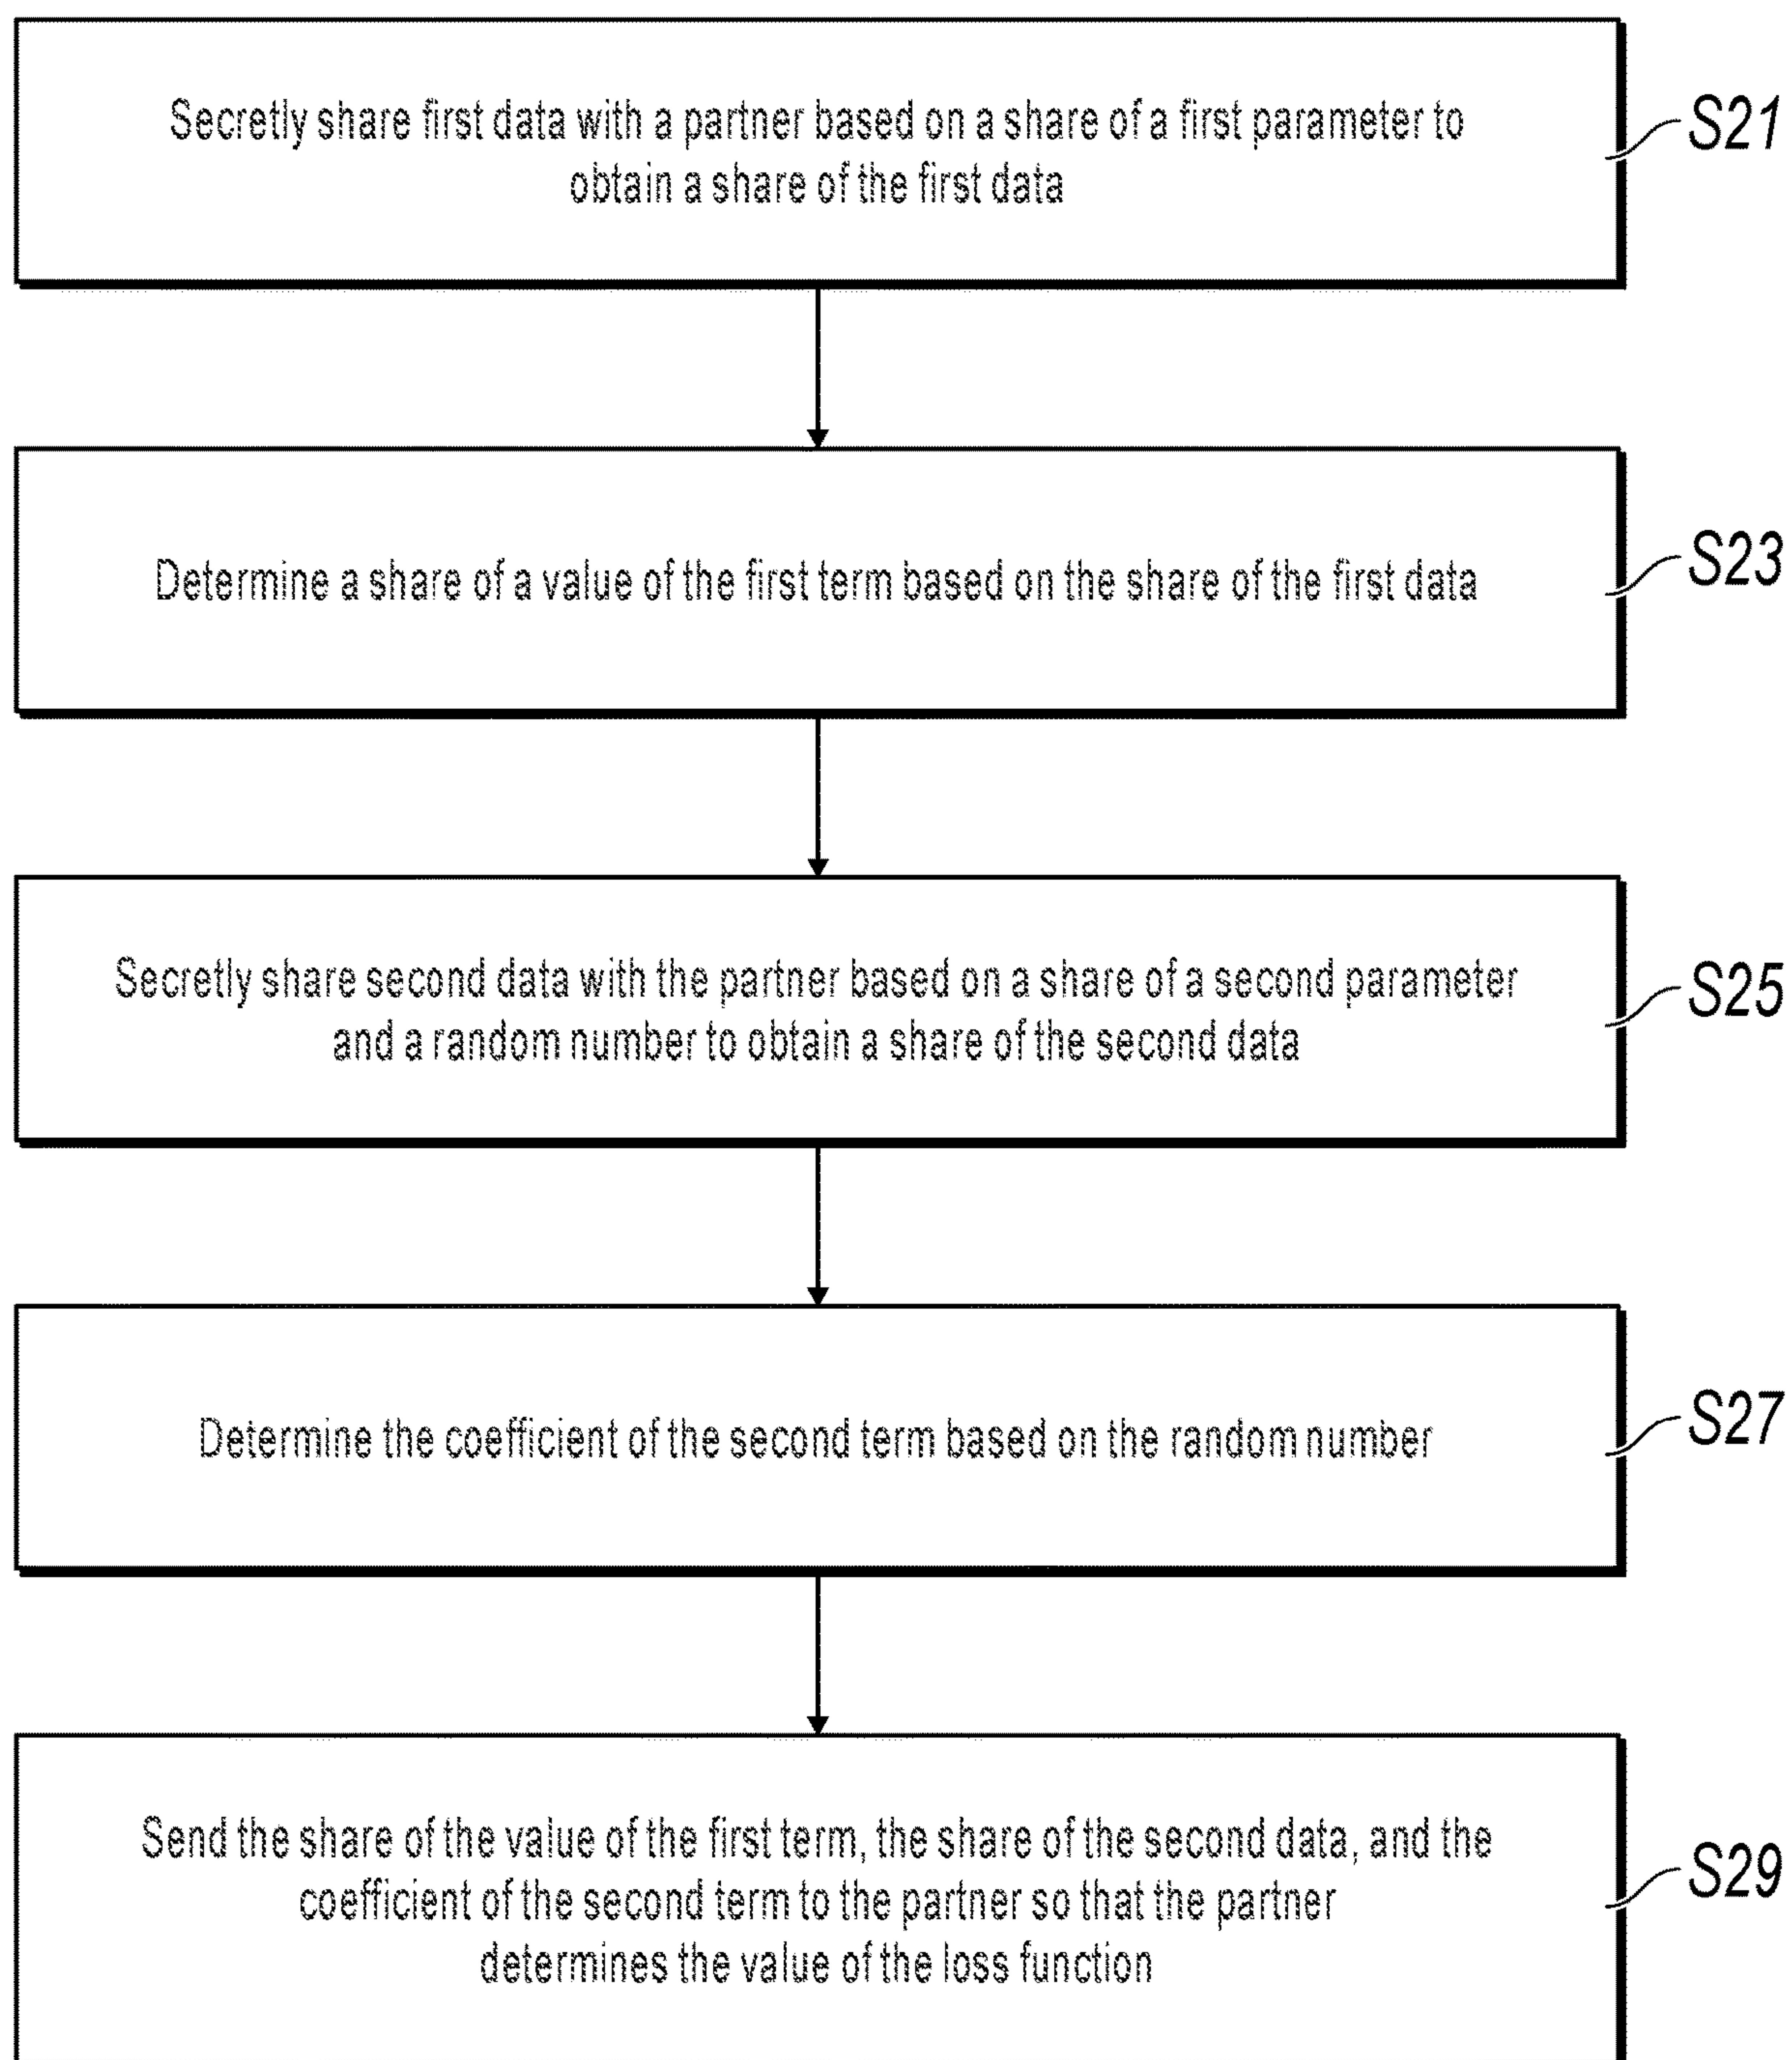 Secretly share first data with a partner based on a share of a first parameter to
obtain a share of the first data
S21
Determine a share of a value of the first term based on the share of the first data
S23
Secretly share second data with the partner based on a share of a second parameter
and a random number to obtain a share of the second data
S25
Determine the coefficient of the second term based on the random number
S27
Send the share of the value of the first term, the share of the second data, and the
coefficient of the second term to the partner so that the partner
determines the value of the loss function
S29